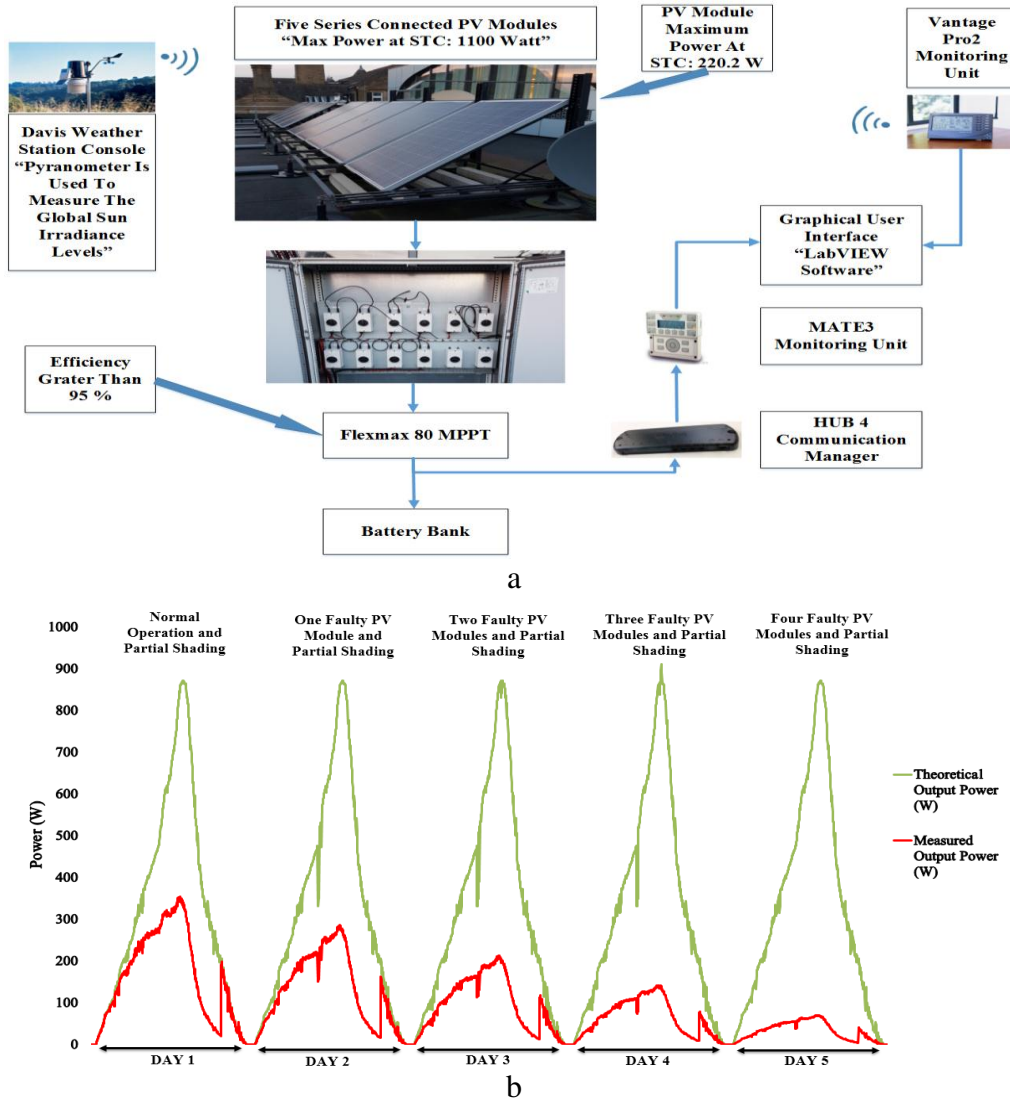 Five Series Connected PV Modules
“Max Power at STC: 1100 Watt”
PV Module
Maximum
Power At
STC: 220.2 W
Vantage
Pro2
Monitoring
Unit
Davis Weather
Station Console
“Pyranometer Is
Used To
Measure The
Global Sun
Irradiance
Levels”
Graphical User
Interface
“LabVIEW
Software”
MATE3
Monitoring Unit
Efficiency
Grater Than
95 %
Flexmax 80 MPPT
HUB 4
Communication
Manager
Battery Bank
a
Normal
Operation and
Partial Shading
One Faulty PV
Module and
Partial Shading
Two Faulty PV
Modules and Partial
Shading
Three Faulty PV
Modules and Partial
Shading
Four Faulty PV
Modules and Partial
Shading
1000
900
800
700
600
500
400
300
200
100
0
Power (W)
Theoretical
Output Power
(W)
Measured
Output Power
(W)
DAY 1
DAY 2
DAY 3
DAY 4
DAY 5
b